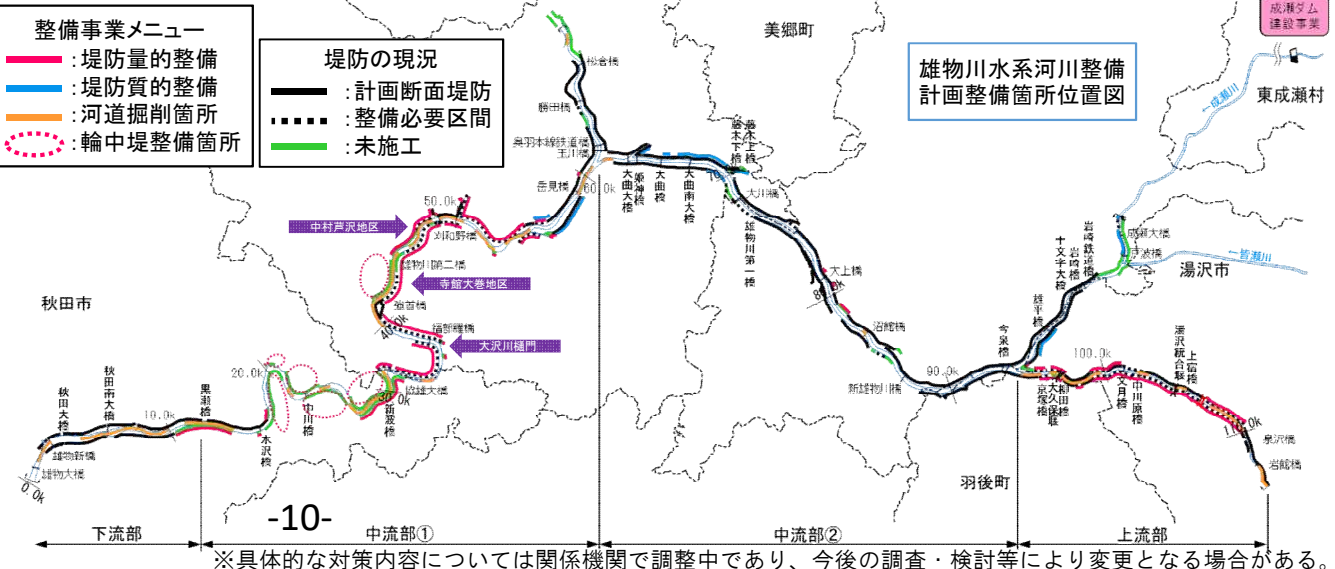 整備事業メニュー
:堤防量的整備
:堤防質的整備
:河道掘削箇所
:輪中堤整備箇所
堤防の現況
:計画断面堤防
:整備必要区間
:未施工
雄物川水系河川整備
計画整備箇所位置図
成瀬ダム
建設事業
美郷町
東成瀬村
←成瀬川
←皆瀬川
湯沢市
秋田市
羽後町
松倉橋
勝田橋
奥羽本線鉄道橋
玉川橋
岳見橋
60.0k
大曲大橋
姫神橋
大曲橋
大曲南大橋
藤木下橋
藤木上橋
大川橋
雄物川第一橋
大上橋
沼館橋
新雄物川橋
90.0k
今泉橋
雄平橋
十文字大橋
岩崎橋
岩崎鉄道橋
成瀬大橋
京塚橋
柳田橋
100.0k
文月橋
中川原橋
湯沢統合堰
上宿橋
110.0k
泉沢橋
岩館橋
50.0k
刈和野橋
中村芦沢地区
雄物川第二橋
寺館大巻地区
強首橋
40.0k
大沢川樋門
協雄大橋
30.0k
新波橋
中川橋
20.0k
水沢橋
黒瀬橋
10.0k
秋田南大橋
秋田大橋
雄物新橋
雄物大橋
0.0k
下流部
中流部①
中流部②
上流部
-10-
※具体的な対策内容については関係機関で調整中であり、今後の調査・検討等により変更となる場合がある。